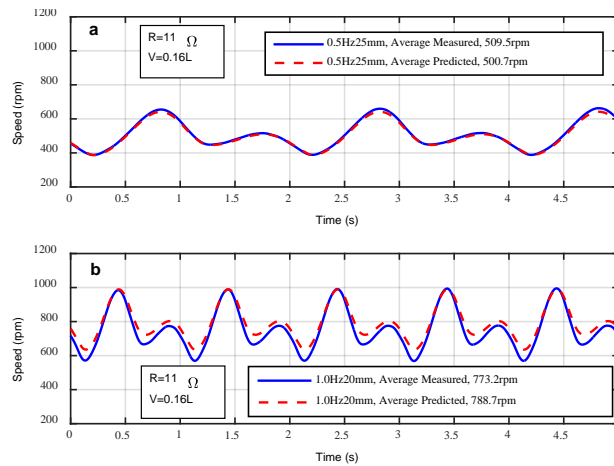 1200
a
R=11 Ω
V=0.16L
0.5Hz25mm, Average Measured, 509.5rpm
0.5Hz25mm, Average Predicted, 500.7rpm
1000
800
600
400
200
Speed (rpm)
0 0.5 1 1.5 2 2.5 3 3.5 4 4.5
Time (s)
1200
b
1000
800
600
400
200
Speed (rpm)
R=11 Ω
V=0.16L
1.0Hz20mm, Average Measured, 773.2rpm
1.0Hz20mm, Average Predicted, 788.7rpm
0 0.5 1 1.5 2 2.5 3 3.5 4 4.5
Time (s)